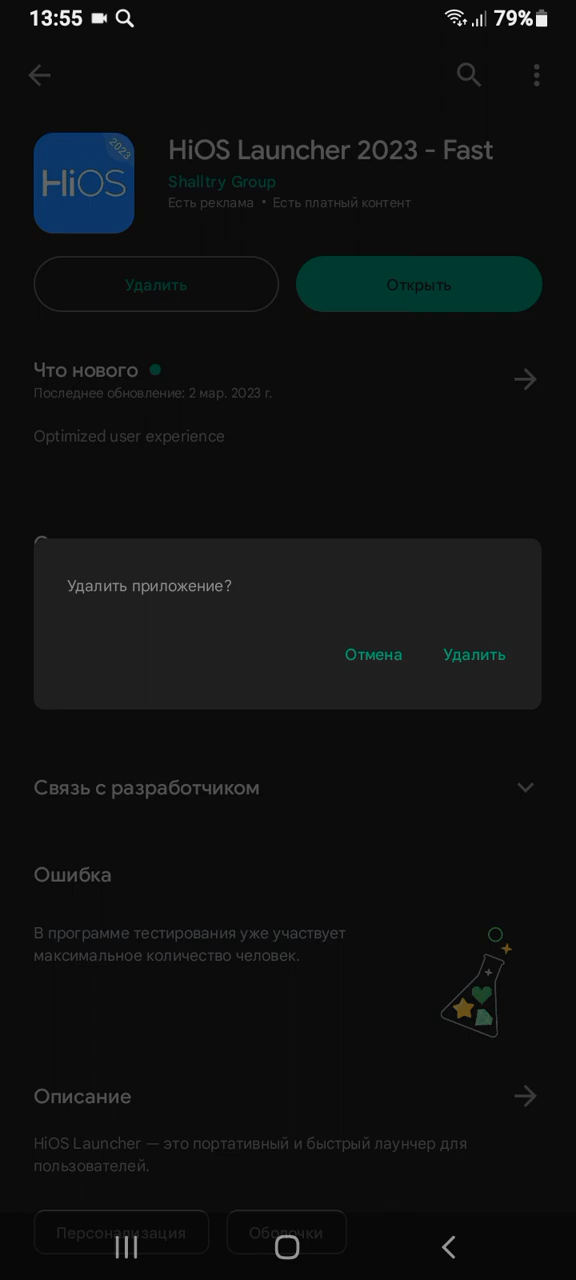 13:55
79%
HiOS
2023
HiOS Launcher 2023 - Fast
Shalltry Group
Есть реклама • Есть платный контент
Удалить
Открыть
Что нового
Последнее обновление: 2 мар. 2023 г.
Optimized user experience
Удалить приложение?
Отмена
Удалить
Связь с разработчиком
Ошибка
В программе тестирования уже участвует
максимальное количество человек.
Описание
HiOS Launcher — это портативный и быстрый лаунчер для
пользователей.
Персонализация
Оболочки